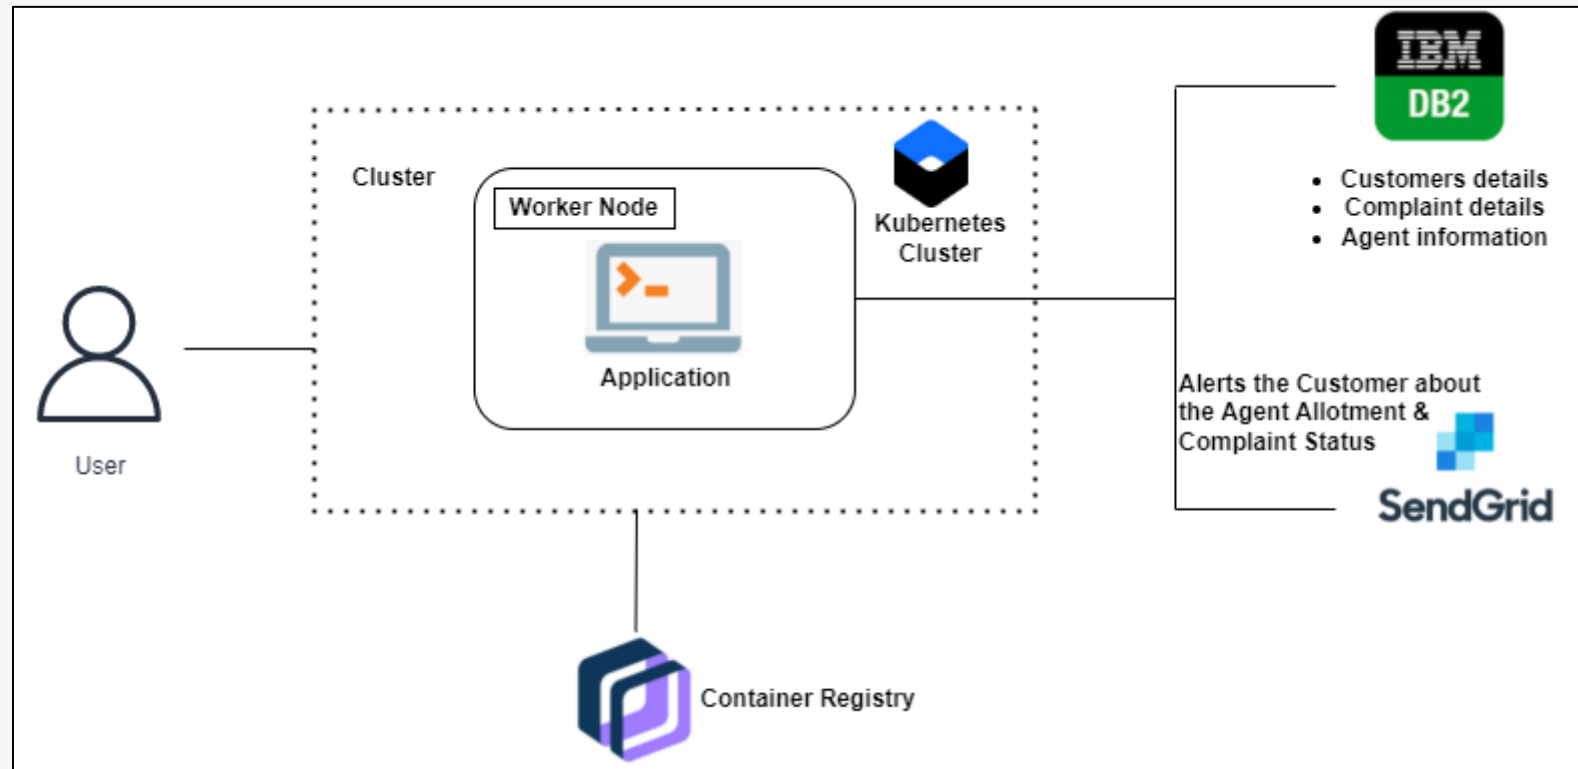 IBM
DB2
Cluster
Worker Node
Kubernetes
Cluster
• Customers details
• Complaint details
• Agent information
Application
Alerts the Customer about
the Agent Allotment &
Complaint Status
User
SendGrid
Container Registry